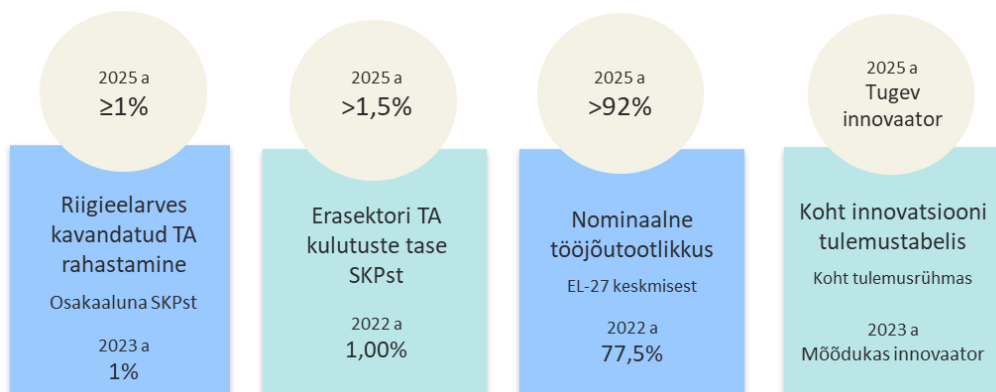 2025 a
≥1%
Riigieelarves
kavandatud TA
rahastamine
Osakaaluna SKPst
2023 a
1%
2025 a
>1,5%
Erasektori TA
kulutuste tase
SKPst
2022 a
1,00%
2025 a
>92%
Nominaalne
tööjõutootlikkus
EL-27 keskmisest
2022 a
77,5%
2025 a
Tugev
innovaator
Koht innovatsiooni
tulemustabelis
Koht tulemusrühmas
2023 a
Mõõdukas innovaator